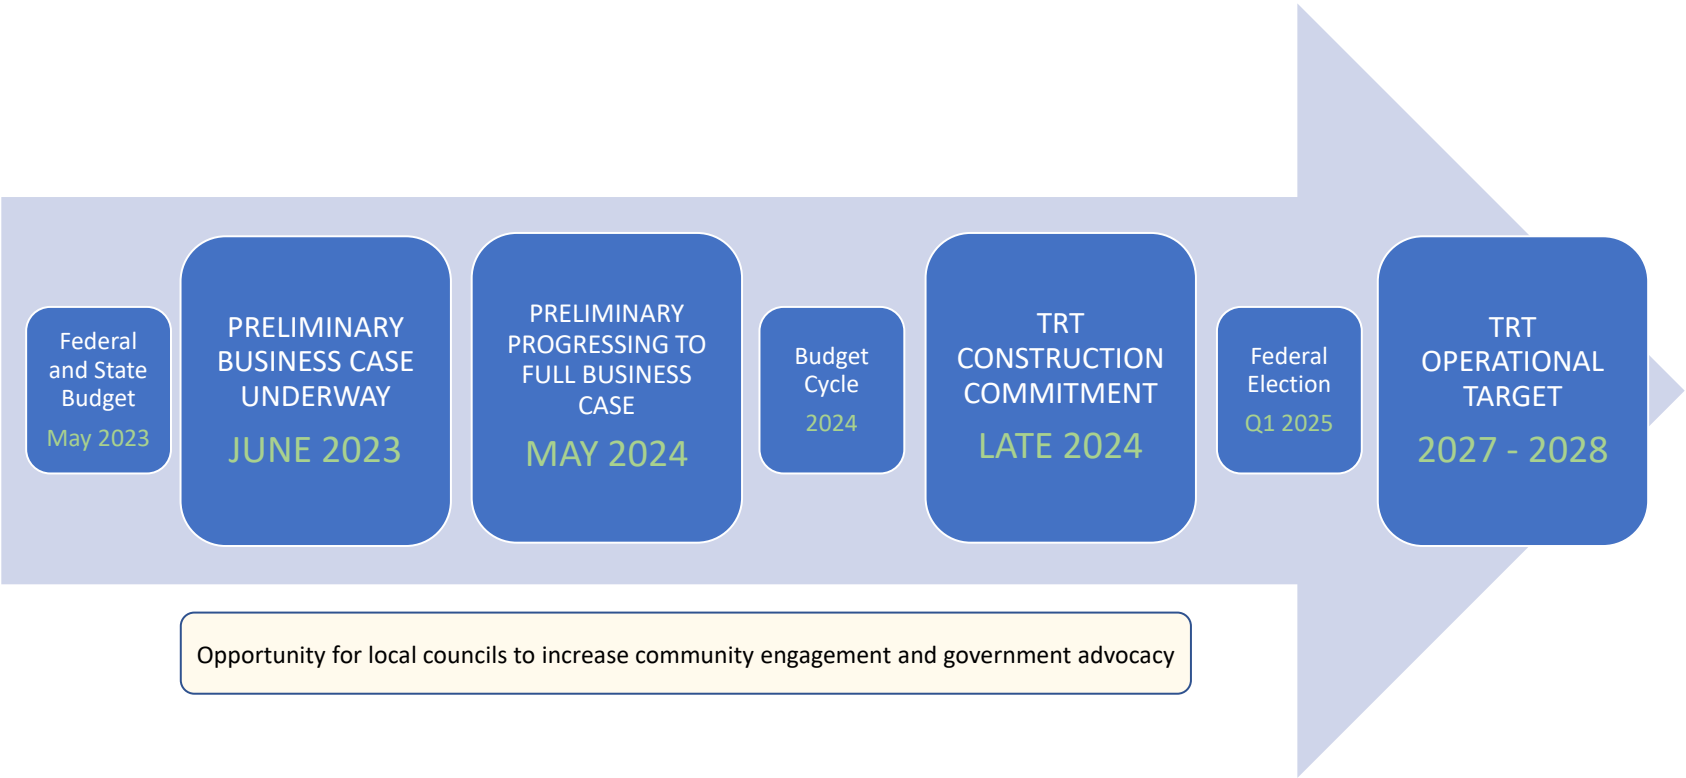 Federal
and State
Budget
May 2023
PRELIMINARY
BUSINESS CASE
UNDERWAY
JUNE 2023
PRELIMINARY
PROGRESSING TO
FULL BUSINESS
CASE
MAY 2024
Budget
Cycle
2024
TRT
CONSTRUCTION
COMMITMENT
LATE 2024
Federal
Election
Q1 2025
TRT
OPERATIONAL
TARGET
2027 - 2028
Opportunity for local councils to increase community engagement and government advocacy